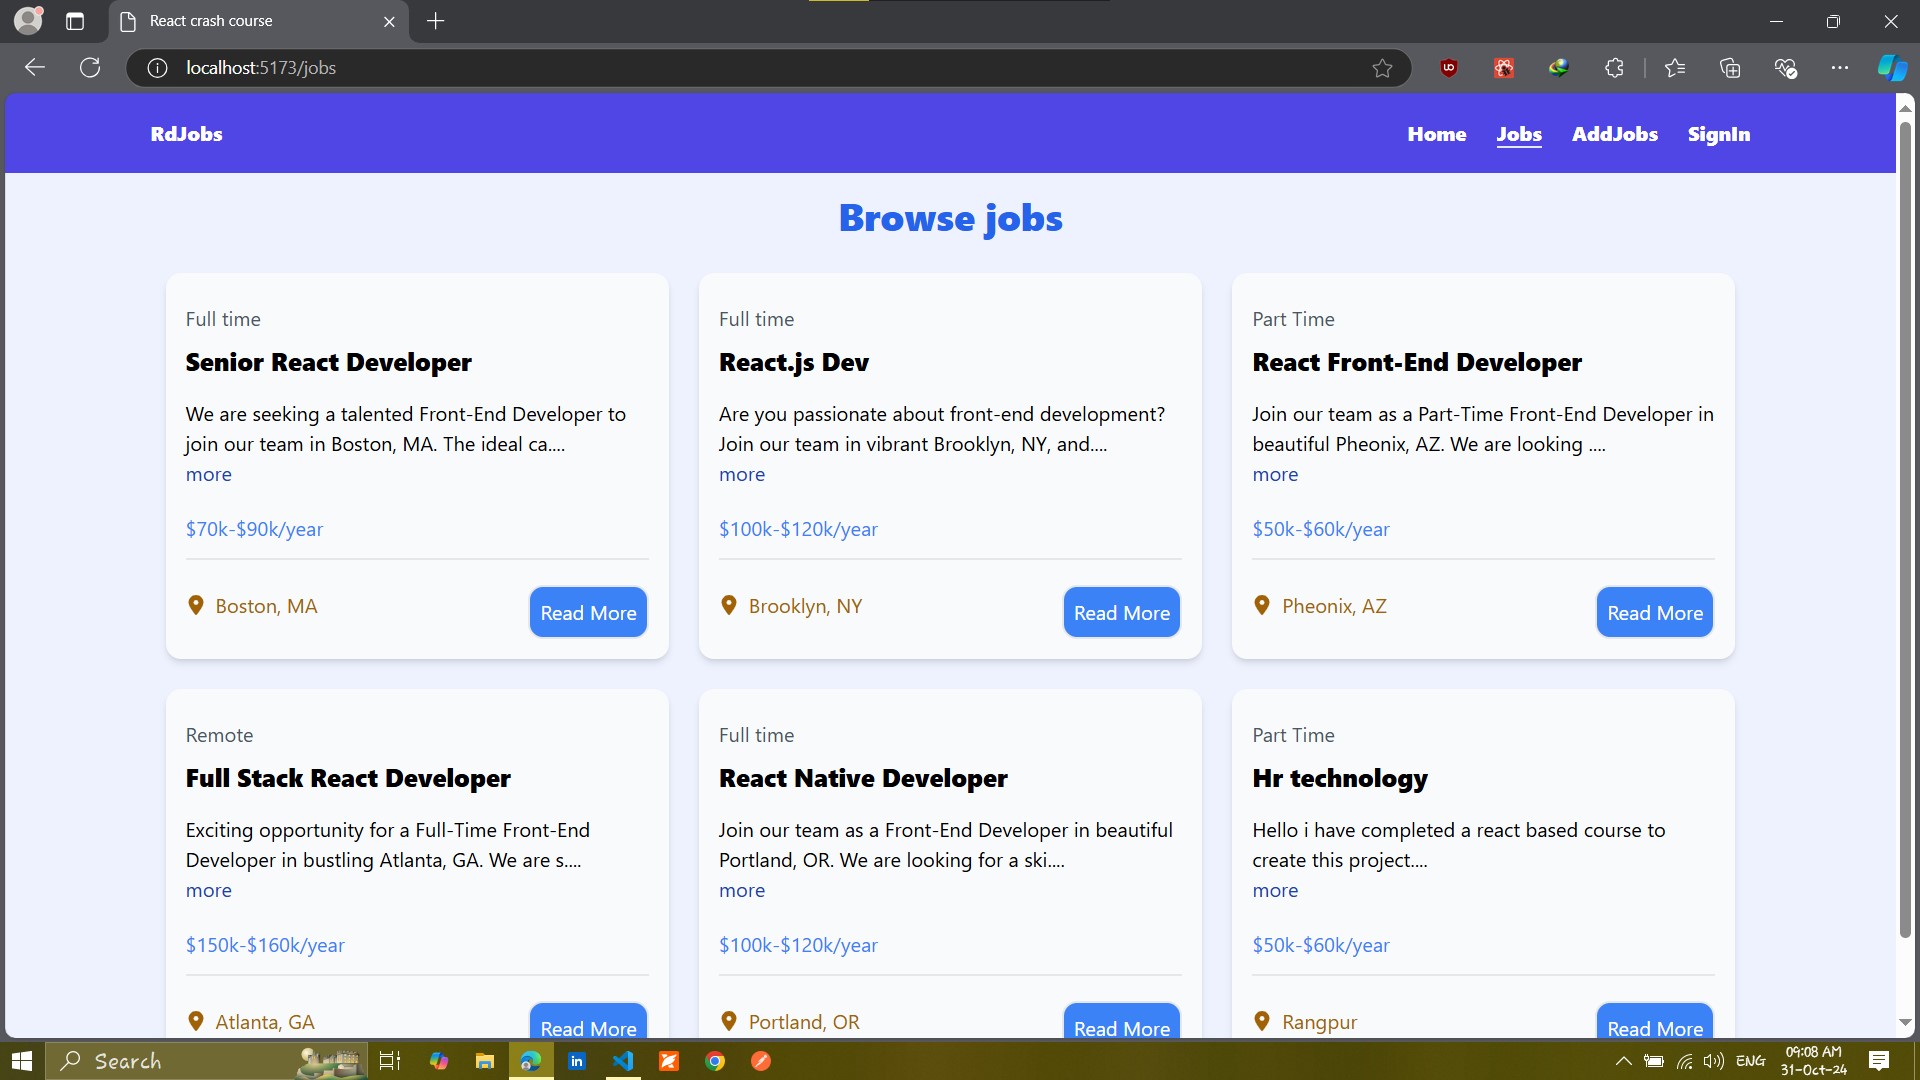 React crash course
localhost:5173/jobs
RdJobs
Home Jobs AddJobs SignIn
Browse jobs
Full time
Senior React Developer
We are seeking a talented Front-End Developer to
join our team in Boston, MA. The ideal ca....
more
$70k-$90k/year
Boston, MA
Read More
Full time
React.js Dev
Are you passionate about front-end development?
Join our team in vibrant Brooklyn, NY, and....
more
$100k-$120k/year
Brooklyn, NY
Read More
Part Time
React Front-End Developer
Join our team as a Part-Time Front-End Developer in
beautiful Pheonix, AZ. We are looking ....
more
$50k-$60k/year
Pheonix, AZ
Read More
Remote
Full Stack React Developer
Exciting opportunity for a Full-Time Front-End
Developer in bustling Atlanta, GA. We are s....
more
$150k-$160k/year
Atlanta, GA
Read More
Full time
React Native Developer
Join our team as a Front-End Developer in beautiful
Portland, OR. We are looking for a ski....
more
$100k-$120k/year
Portland, OR
Read More
Part Time
Hr technology
Hello i have completed a react based course to
create this project....
more
$50k-$60k/year
Rangpur
Read More
Search
ENG
09:08 AM
31-Oct-24